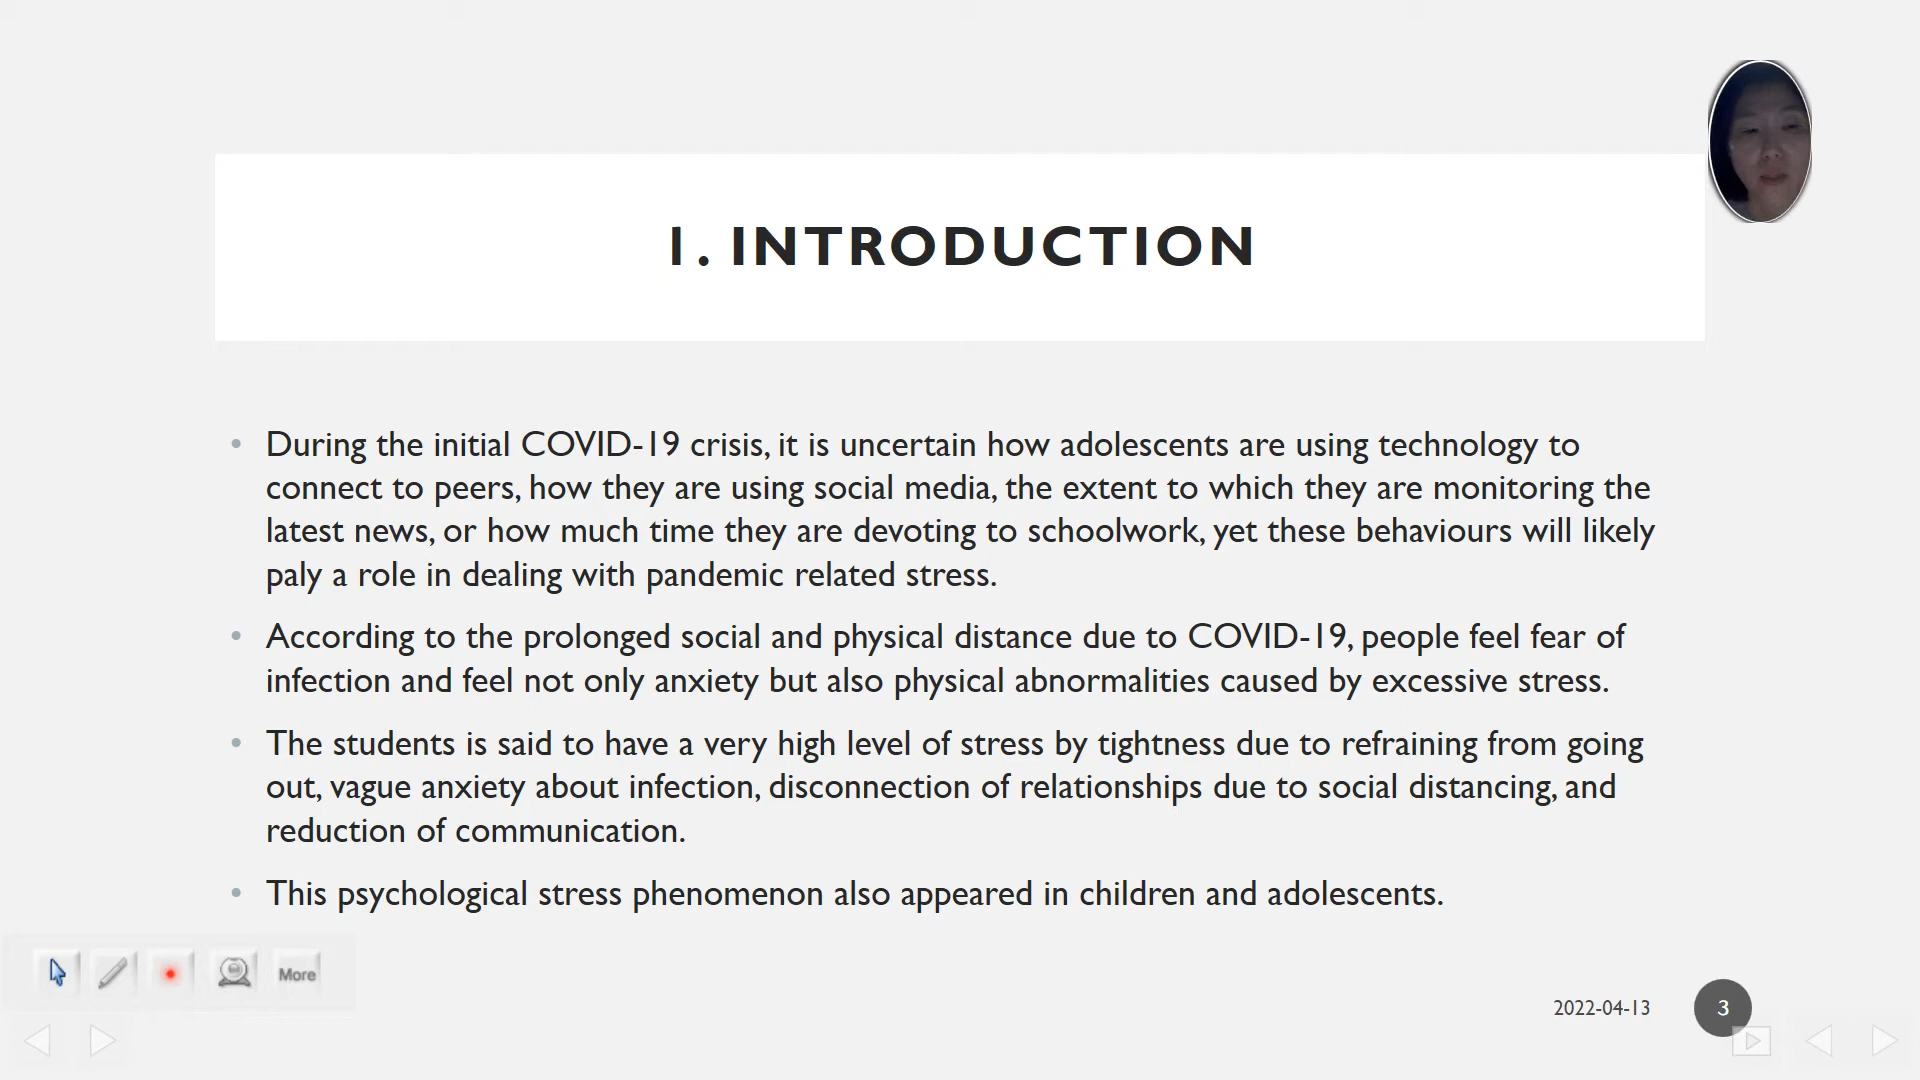 1. INTRODUCTION
• During the initial COVID-19 crisis, it is uncertain how adolescents are using technology to
connect to peers, how they are using social media, the extent to which they are monitoring the
latest news, or how much time they are devoting to schoolwork, yet these behaviours will likely
paly a role in dealing with pandemic related stress.
• According to the prolonged social and physical distance due to COVID-19, people feel fear of
infection and feel not only anxiety but also physical abnormalities caused by excessive stress.
• The students is said to have a very high level of stress by tightness due to refraining from going
out, vague anxiety about infection, disconnection of relationships due to social distancing, and
reduction of communication.
• This psychological stress phenomenon also appeared in children and adolescents.
More
2022-04-13
3